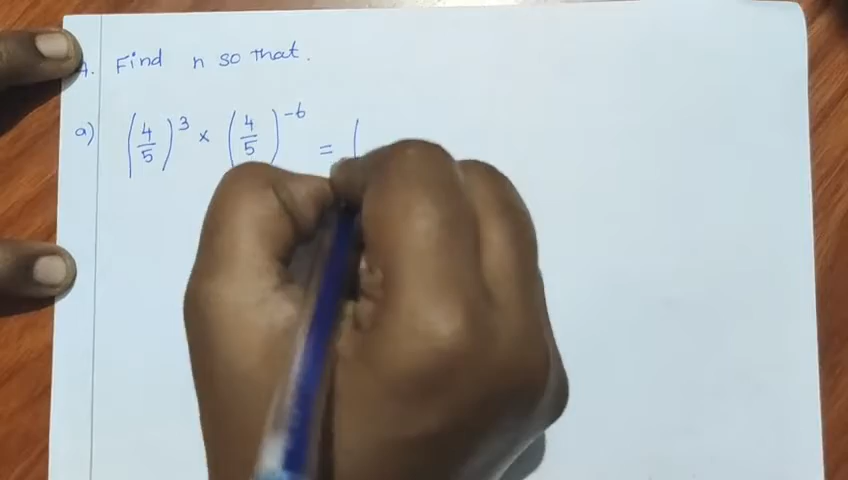 4. Find n so that.
a) (4/5)^3 × (4/5)^-6 = (